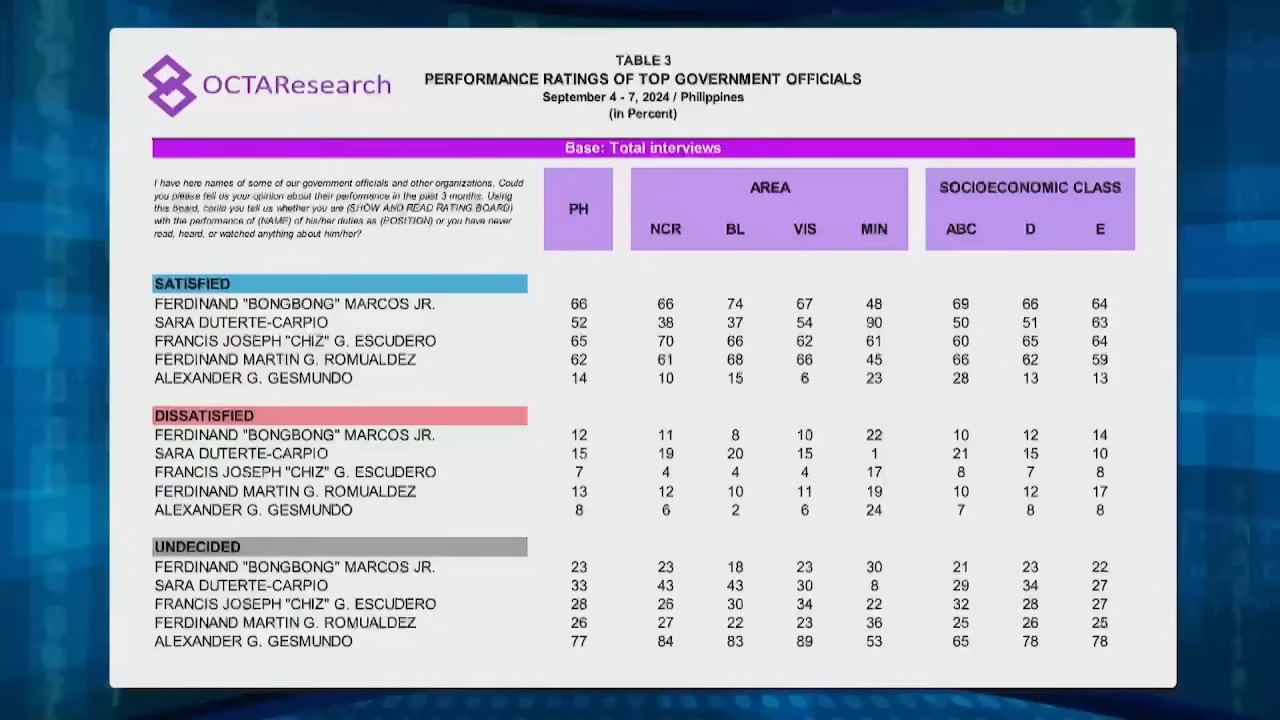 OCTAResearch
TABLE 3
PERFORMANCE RATINGS OF TOP GOVERNMENT OFFICIALS
September 4 - 7, 2024 / Philippines
(In Percent)
Base: Total interviews
I have here names of some of our government officials and other organizations. Could
you please tell us your opinion about their performance in the past 3 months. Using
this board, could you tell us whether you are (SHOW AND READ RATING BOARD)
with the performance of (NAME) of his/her duties as (POSITION) or you have never
read, heard, or watched anything about him/her?
PH AREA SOCIOECONOMIC CLASS
NCR BL VIS MIN ABC D E
SATISFIED
FERDINAND "BONGBONG" MARCOS JR. 66 66 74 67 48 69 66 64
SARA DUTERTE-CARPIO 52 38 37 54 90 50 51 63
FRANCIS JOSEPH "CHIZ" G. ESCUDERO 65 70 66 62 61 60 65 64
FERDINAND MARTIN G. ROMUALDEZ 62 61 68 66 45 66 62 59
ALEXANDER G. GESMUNDO 14 10 15 6 23 28 13 13
DISSATISFIED
FERDINAND "BONGBONG" MARCOS JR. 12 11 8 10 22 10 12 14
SARA DUTERTE-CARPIO 15 19 20 15 1 21 15 10
FRANCIS JOSEPH "CHIZ" G. ESCUDERO 7 4 4 4 17 8 7 8
FERDINAND MARTIN G. ROMUALDEZ 13 12 10 11 19 10 12 17
ALEXANDER G. GESMUNDO 8 6 2 6 24 7 8 8
UNDECIDED
FERDINAND "BONGBONG" MARCOS JR. 23 23 18 23 30 21 23 22
SARA DUTERTE-CARPIO 33 43 43 30 8 29 34 27
FRANCIS JOSEPH "CHIZ" G. ESCUDERO 28 26 30 34 22 32 28 27
FERDINAND MARTIN G. ROMUALDEZ 26 27 22 23 36 25 26 25
ALEXANDER G. GESMUNDO 77 84 83 89 53 65 78 78